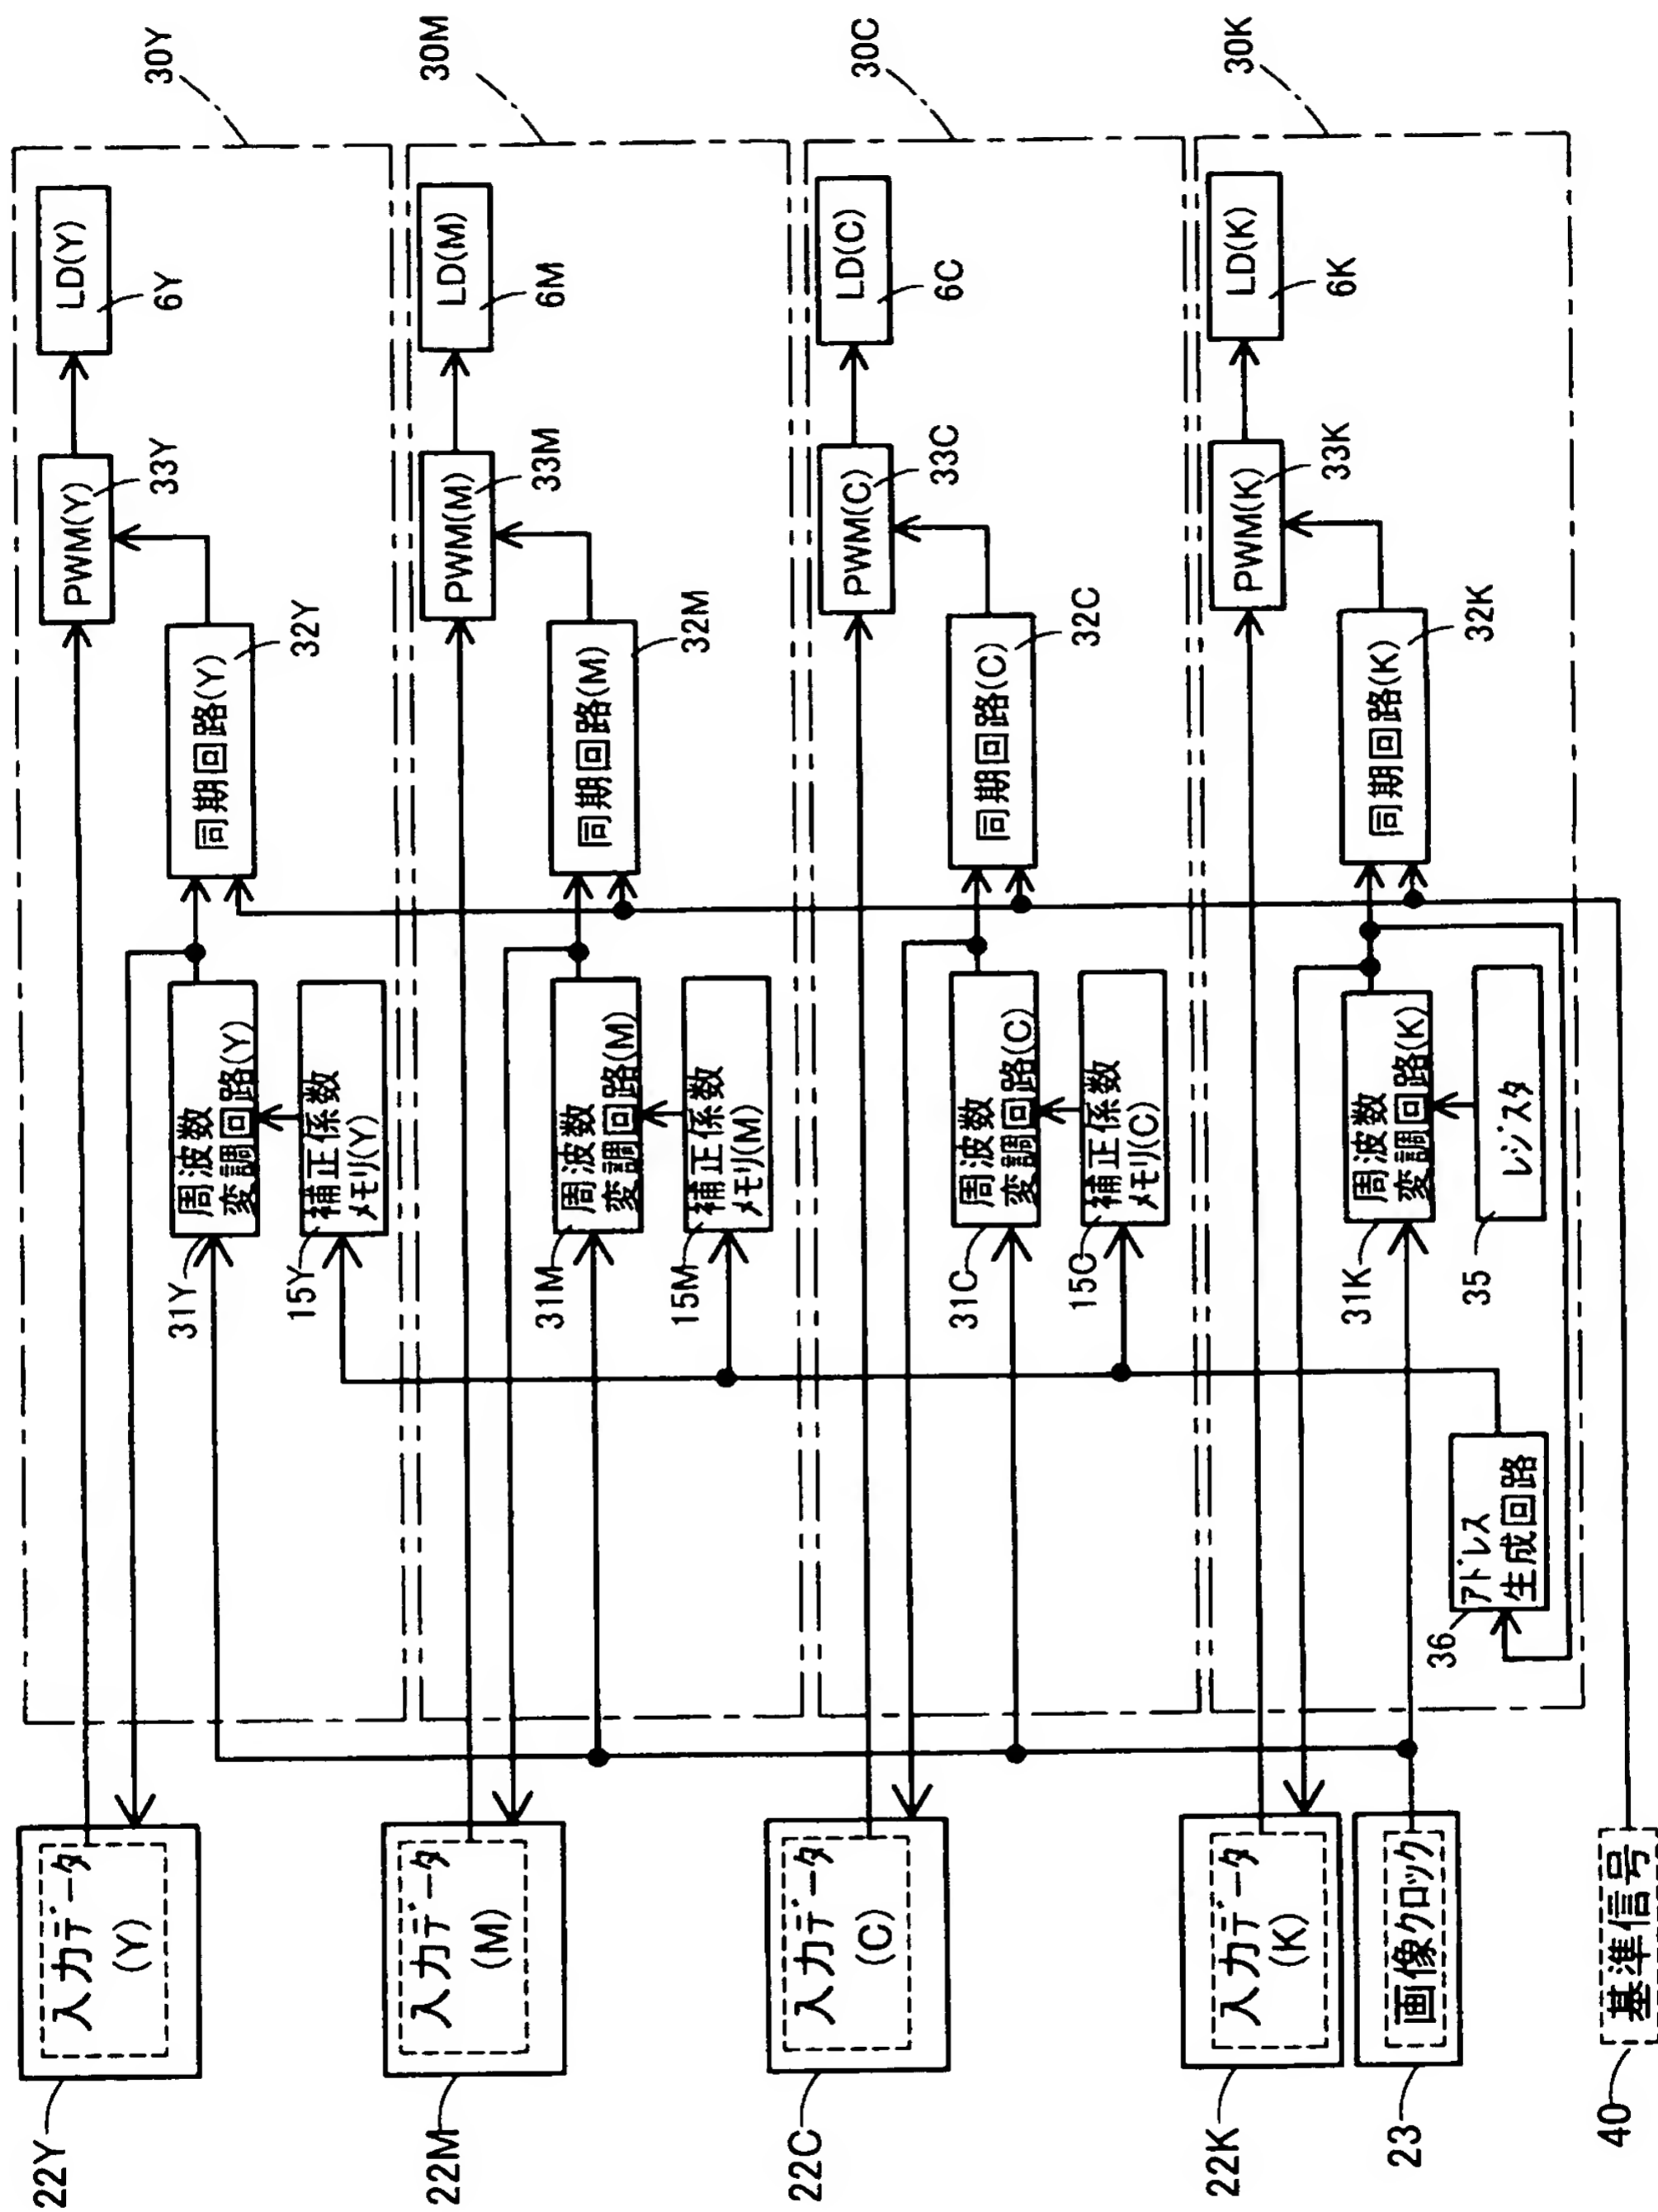 30Y
LD(Y)
6Y
PWM(Y)
33Y
同期回路(Y)
32Y
周波数
変調回路(Y)
31Y
補正係数
メモリ(Y)
15Y
入力データ
(Y)
22Y
30M
LD(M)
6M
PWM(M)
33M
同期回路(M)
32M
周波数
変調回路(M)
31M
補正係数
メモリ(M)
15M
入力データ
(M)
22M
30C
LD(C)
6C
PWM(C)
33C
同期回路(C)
32C
周波数
変調回路(C)
31C
補正係数
メモリ(C)
15C
入力データ
(C)
22C
30K
LD(K)
6K
PWM(K)
33K
同期回路(K)
32K
周波数
変調回路(K)
31K
レジスタ
35
アドレス
生成回路
36
入力データ
(K)
22K
画像クロック
23
基準信号
40